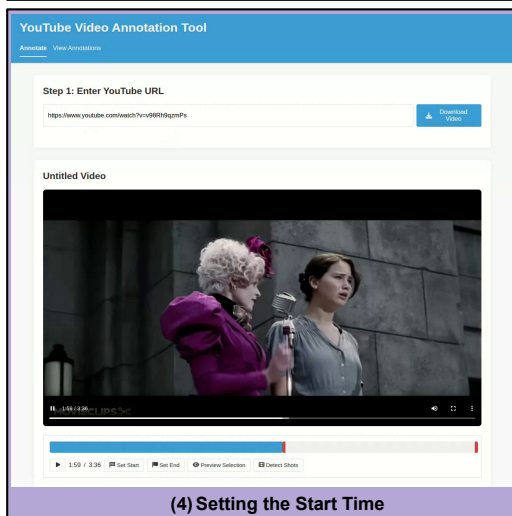 YouTube Video Annotation Tool
Annotate View Annotations
Step 1: Enter YouTube URL
https://www.youtube.com/watch?v=v98Rh9qzmPs
Download
Video
Untitled Video
1:59 / 3:36
MOVIECLIPS
1:59 / 3:36 Set Start Set End Preview Selection Detect Shots
(4) Setting the Start Time